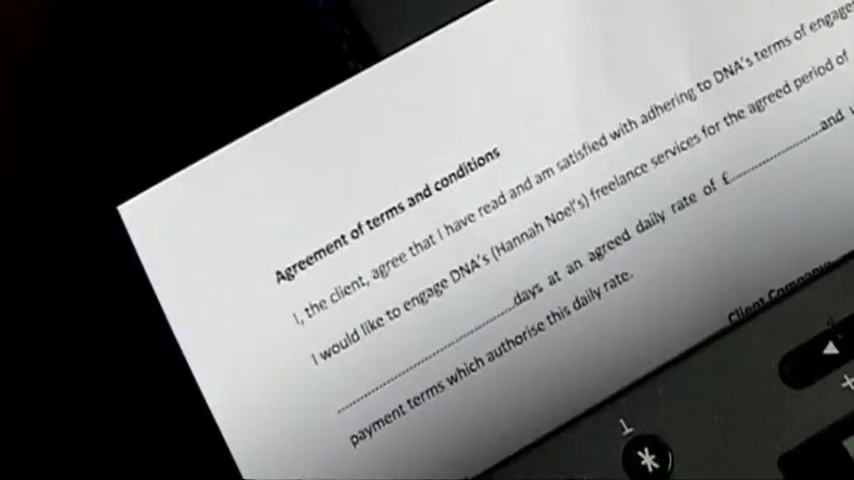 Agreement of terms and conditions
I, the client, agree that I have read and am satisfied with adhering to DNA's terms of
I would like to engage DNA's (Hannah Noel's) freelance services for the agreed period of
....................days at an agreed daily rate of £....................and
payment terms which authorise this daily rate.
Client Company